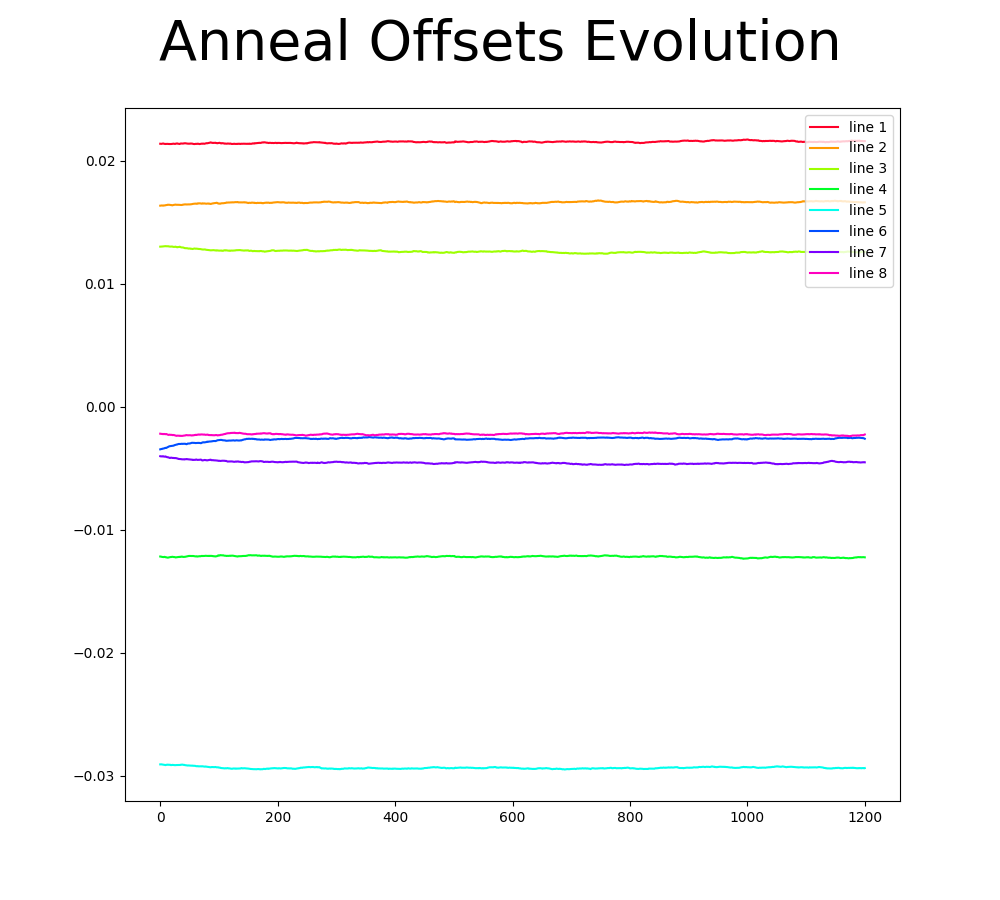 Anneal Offsets Evolution
line 1
line 2
line 3
line 4
line 5
line 6
line 7
line 8
0.02
0.01
0.00
−0.01
−0.02
−0.03
0 200 400 600 800 1000 1200